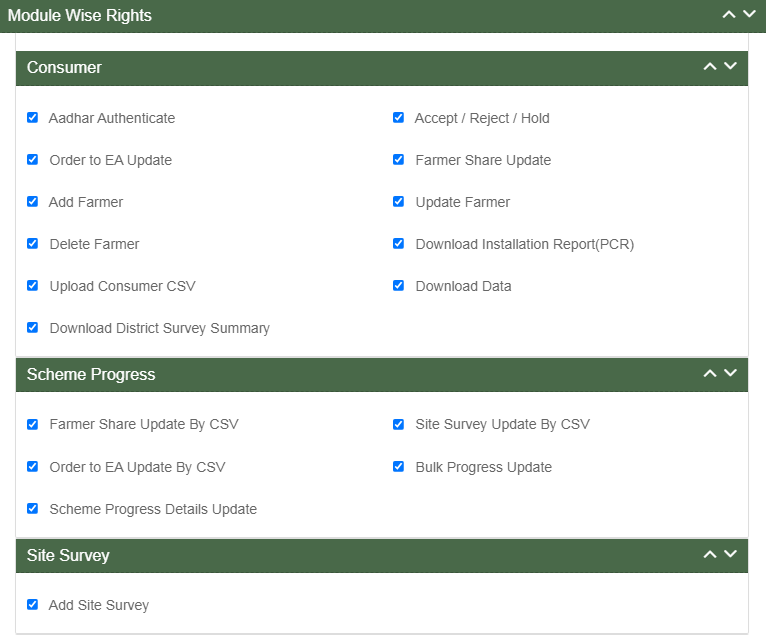 Module Wise Rights
Consumer
Aadhar Authenticate
Accept / Reject / Hold
Order to EA Update
Farmer Share Update
Add Farmer
Update Farmer
Delete Farmer
Download Installation Report(PCR)
Upload Consumer CSV
Download Data
Download District Survey Summary
Scheme Progress
Farmer Share Update By CSV
Site Survey Update By CSV
Order to EA Update By CSV
Bulk Progress Update
Scheme Progress Details Update
Site Survey
Add Site Survey